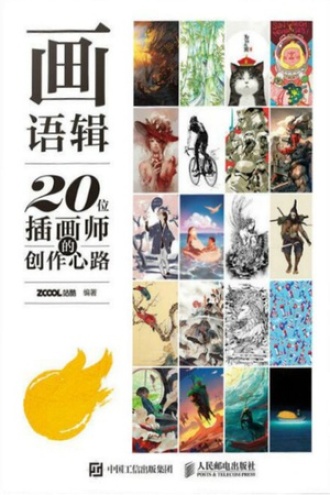 画
语辑
20位
插画师
的
创作心路
ZCOOL站酷 编著
中国工信出版集团
人民邮电出版社
POSTS & TELECOM PRESS